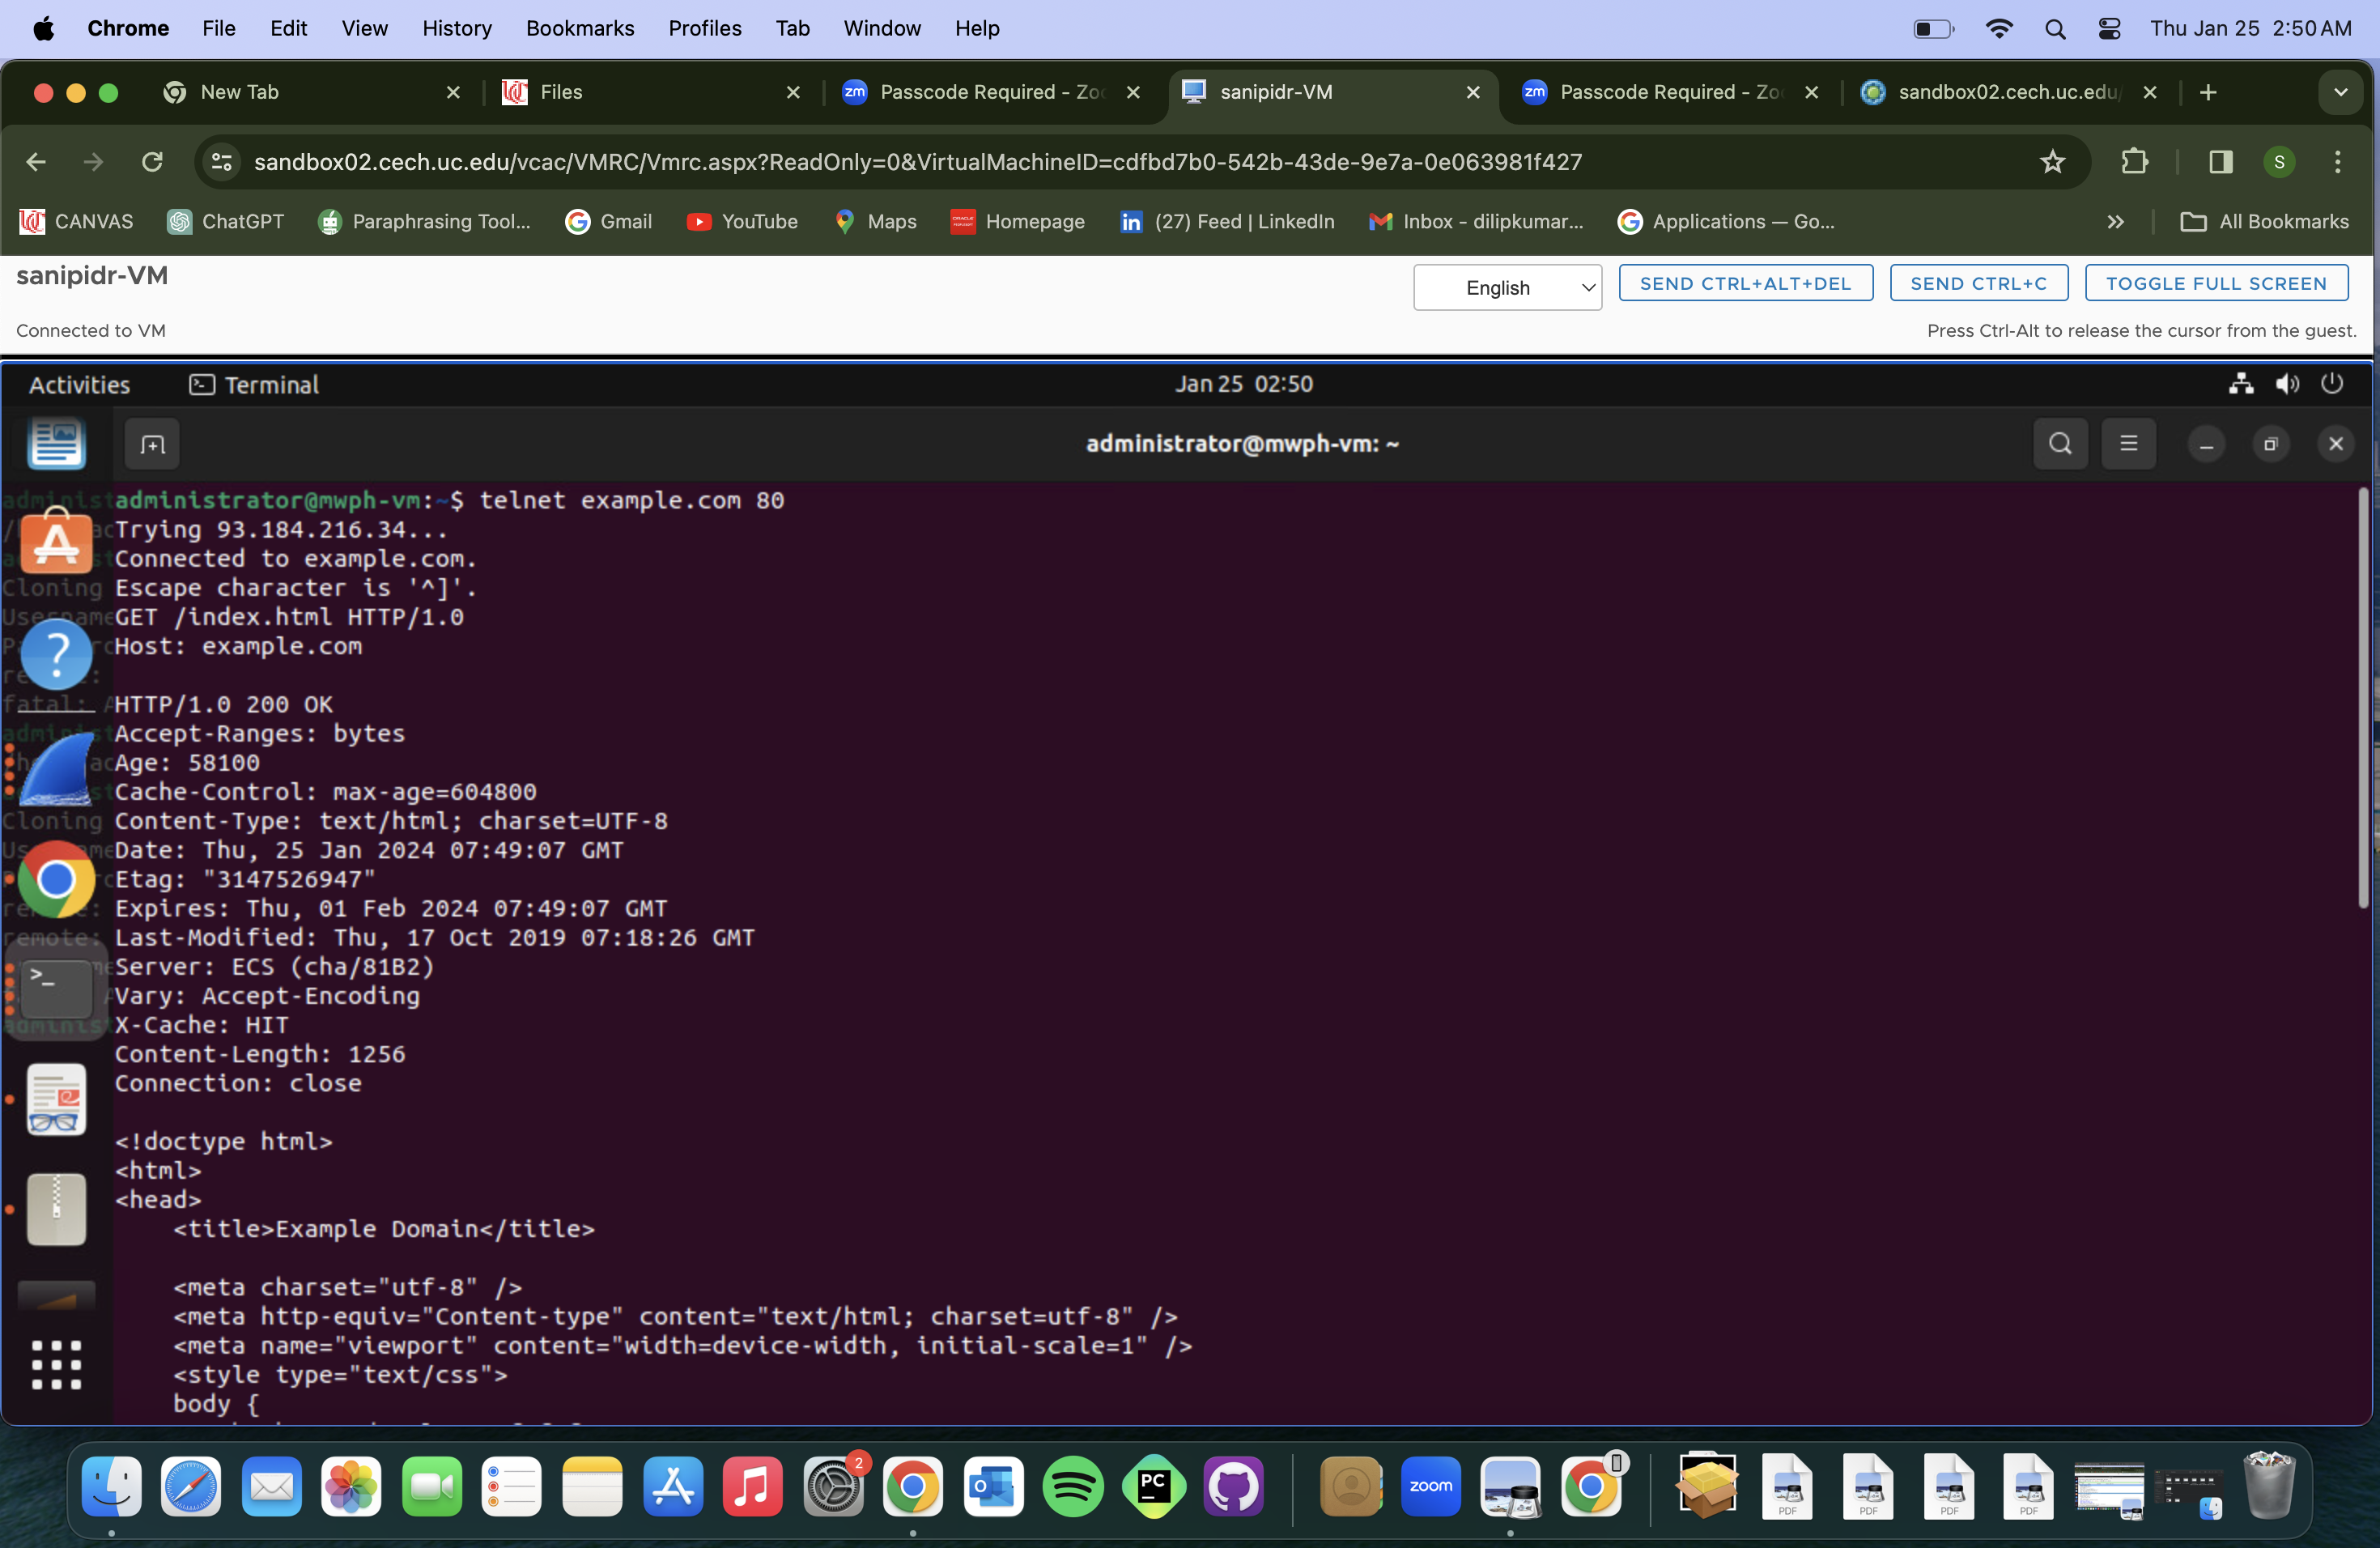 Chrome File Edit View History Bookmarks Profiles Tab Window Help Thu Jan 25 2:50 AM
New Tab Files Passcode Required - Zoo sanipidr-VM Passcode Required - Zoo sandbox02.cech.uc.edu/
sandbox02.cech.uc.edu/vcac/VMRC/Vmrc.aspx?ReadOnly=0&VirtualMachineID=cdfbd7b0-542b-43de-9e7a-0e063981f427 S
CANVAS ChatGPT Paraphrasing Tool... Gmail YouTube Maps Homepage (27) Feed | LinkedIn Inbox - dilipkumar... Applications — Go... » All Bookmarks
sanipidr-VM English SEND CTRL+ALT+DEL SEND CTRL+C TOGGLE FULL SCREEN
Connected to VM Press Ctrl-Alt to release the cursor from the guest.
Activities Terminal Jan 25 02:50
administrator@mwph-vm: ~
administrator@mwph-vm:~$ telnet example.com 80
Trying 93.184.216.34...
Connected to example.com.
Escape character is '^]'.
GET /index.html HTTP/1.0
Host: example.com
HTTP/1.0 200 OK
Accept-Ranges: bytes
Age: 58100
Cache-Control: max-age=604800
Content-Type: text/html; charset=UTF-8
Date: Thu, 25 Jan 2024 07:49:07 GMT
Etag: "3147526947"
Expires: Thu, 01 Feb 2024 07:49:07 GMT
Last-Modified: Thu, 17 Oct 2019 07:18:26 GMT
Server: ECS (cha/81B2)
Vary: Accept-Encoding
X-Cache: HIT
Content-Length: 1256
Connection: close
<!doctype html>
<html>
<head>
<title>Example Domain</title>
<meta charset="utf-8" />
<meta http-equiv="Content-type" content="text/html; charset=utf-8" />
<meta name="viewport" content="width=device-width, initial-scale=1" />
<style type="text/css">
body {
2 PC zoom PDF PDF PDF PDF